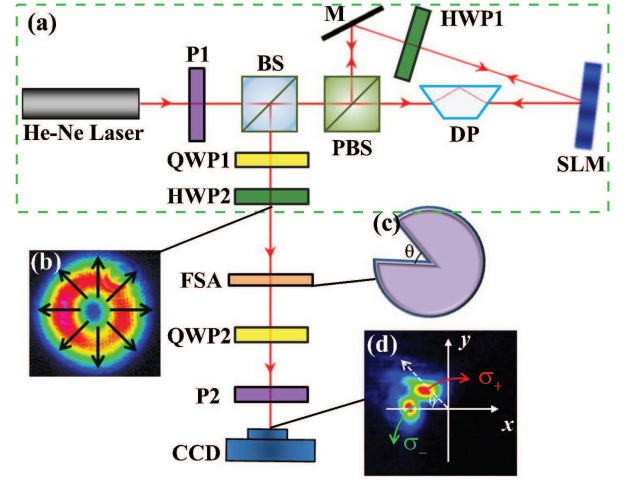 (a)
M
HWP1
P1
BS
He-Ne Laser
PBS
DP
SLM
QWP1
HWP2
(b)
(c)
θ
FSA
QWP2
(d)
y
σ+
θ
x
σ−
P2
CCD